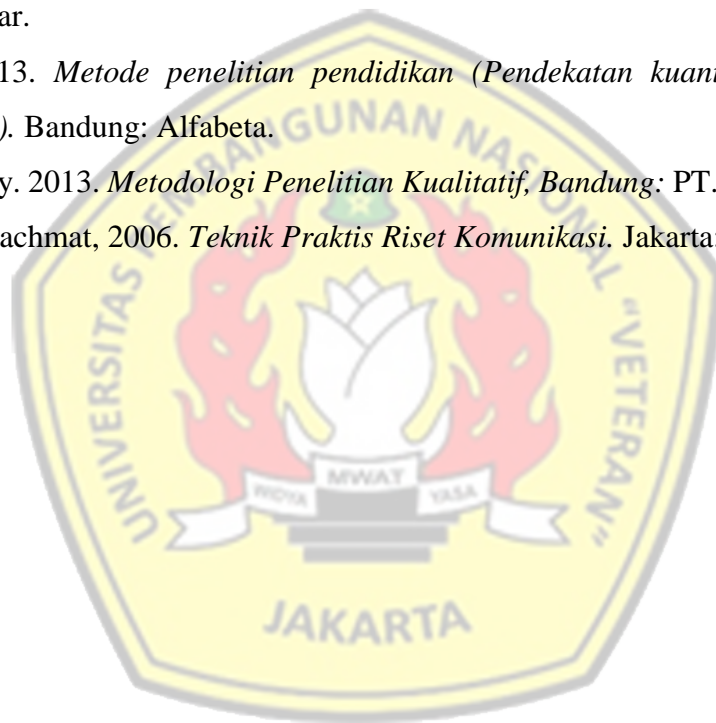 ar.
13. Metode penelitian pendidikan (Pendekatan kuant
). Bandung: Alfabeta.
y. 2013. Metodologi Penelitian Kualitatif, Bandung: PT.
achmat, 2006. Teknik Praktis Riset Komunikasi. Jakarta:
UNIVERSITAS PEMBANGUNAN NASIONAL "VETERAN"
WIDYA MWAT YASA
JAKARTA